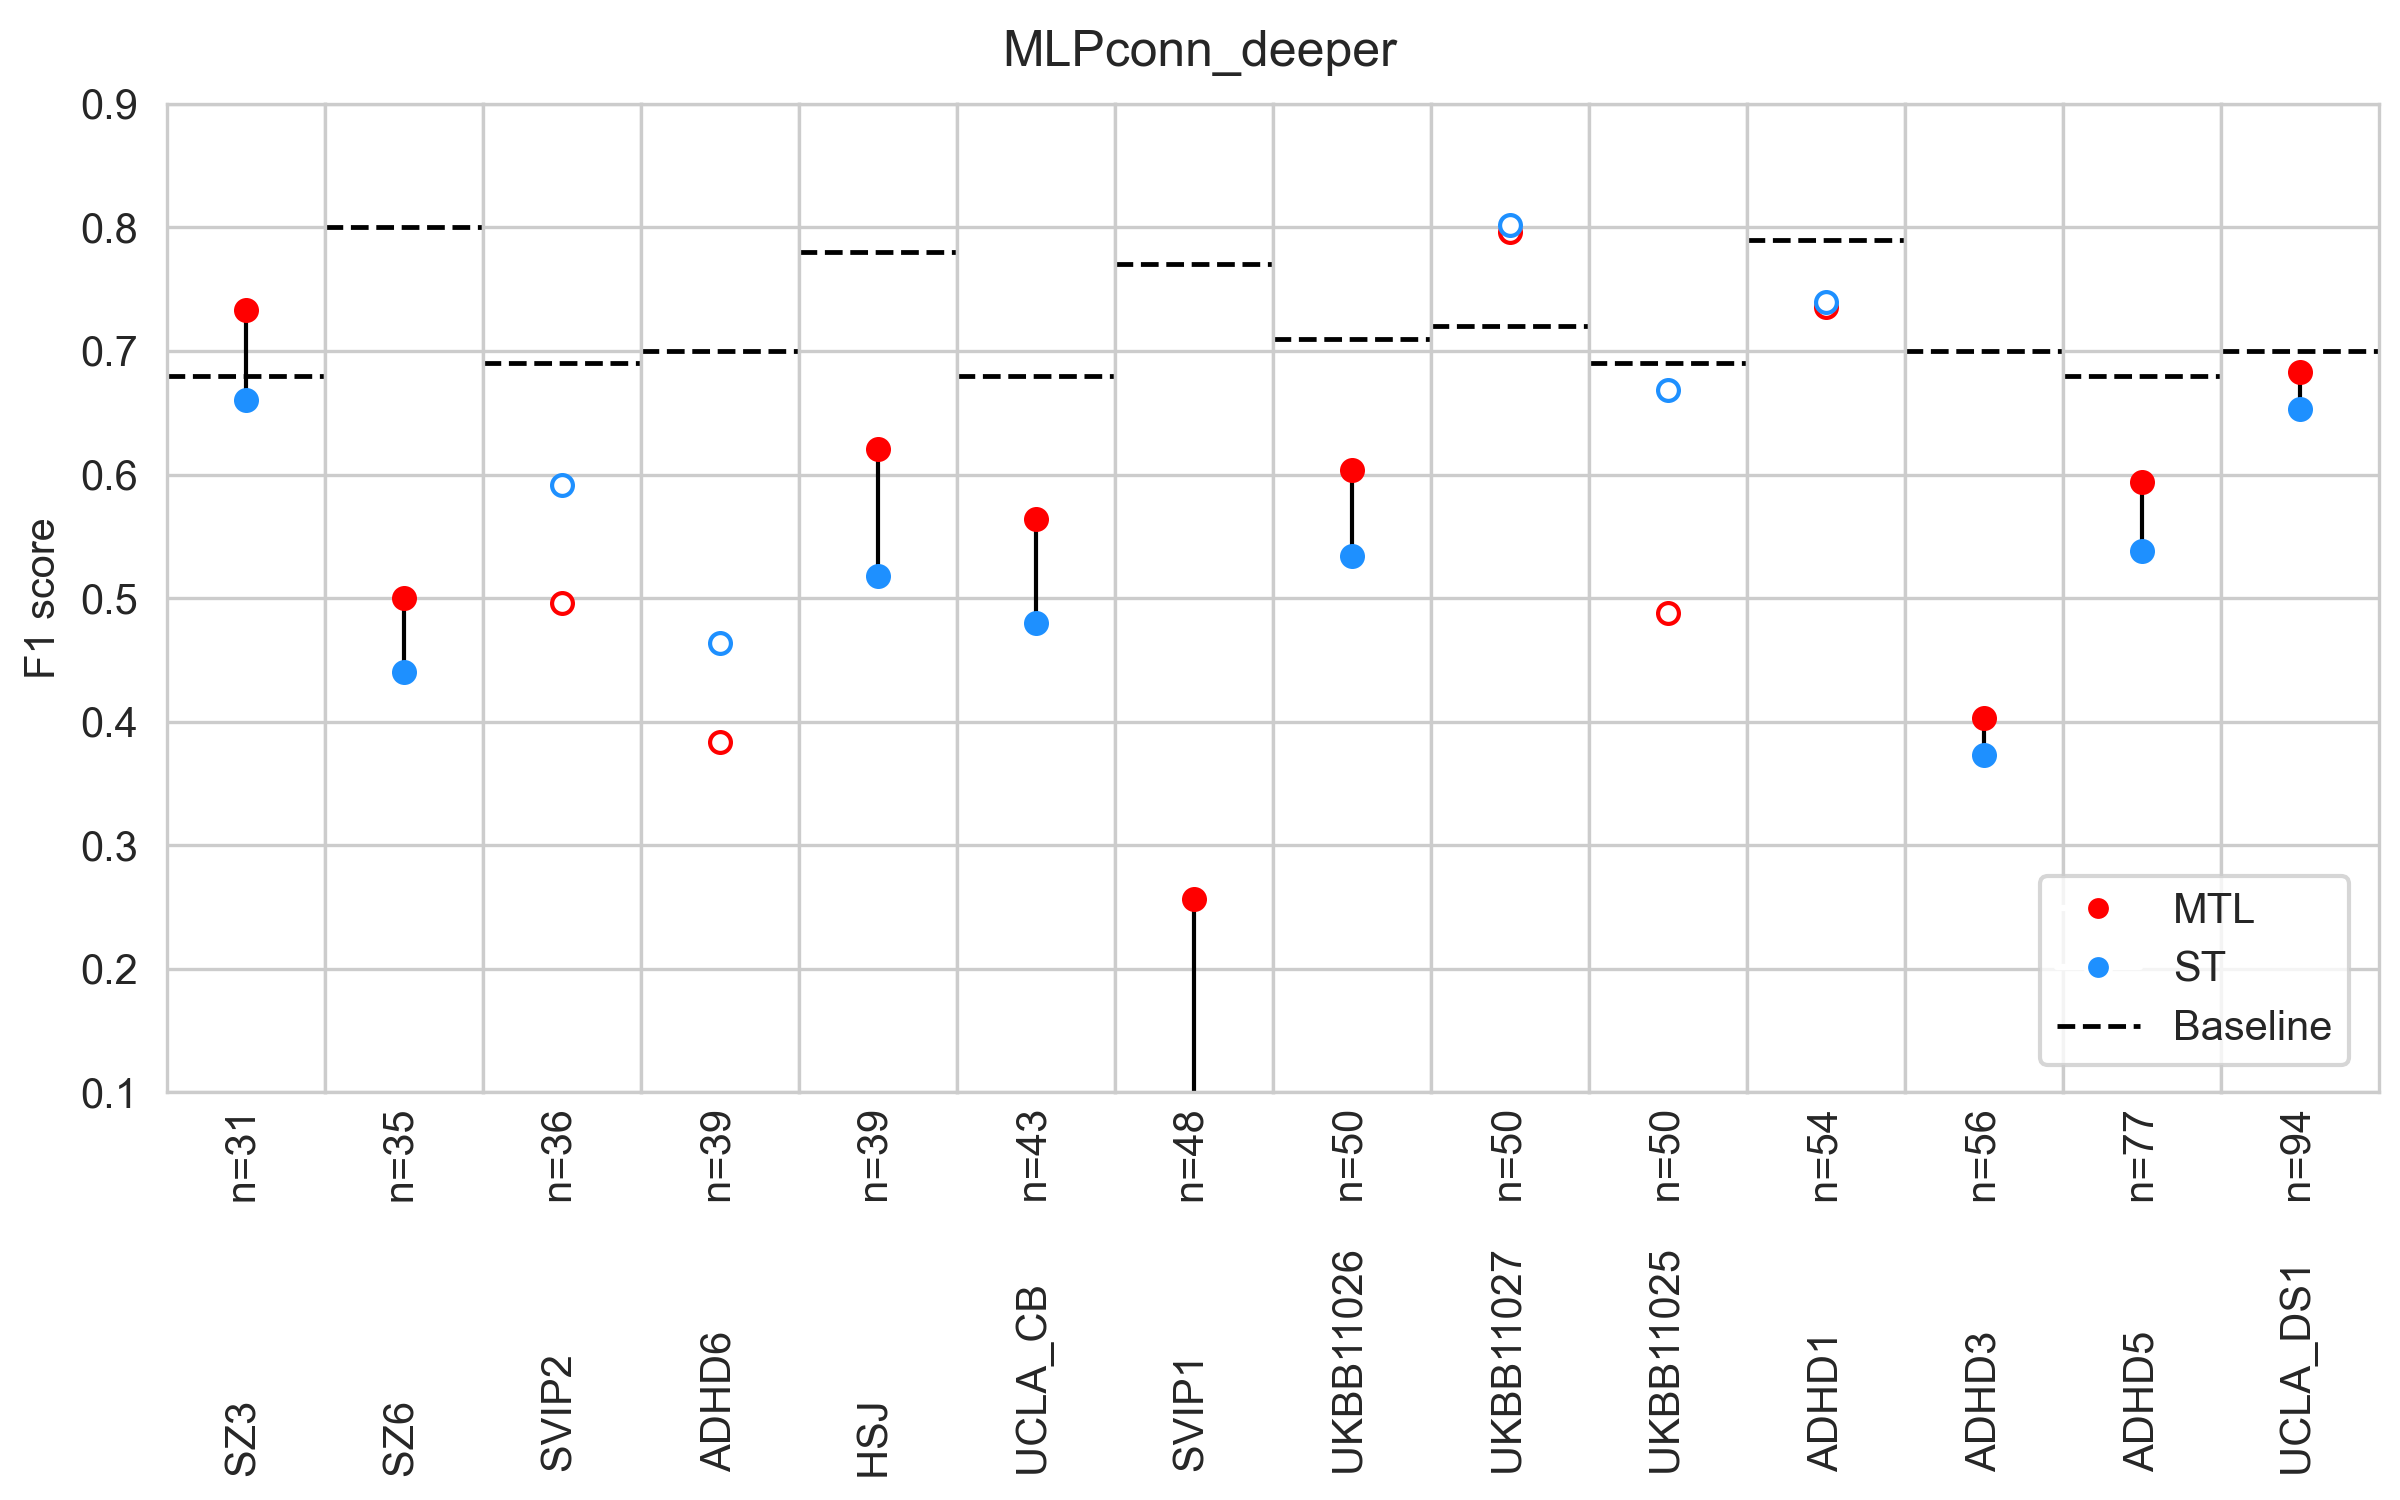 MLPconn_deeper
F1 score
0.9
0.8
0.7
0.6
0.5
0.4
0.3
0.2
0.1
MTL
ST
Baseline
SZ3 n=31
SZ6 n=35
SVIP2 n=36
ADHD6 n=39
HSJ n=39
UCLA_CB n=43
SVIP1 n=48
UKBB11026 n=50
UKBB11027 n=50
UKBB11025 n=50
ADHD1 n=54
ADHD3 n=56
ADHD5 n=77
UCLA_DS1 n=94